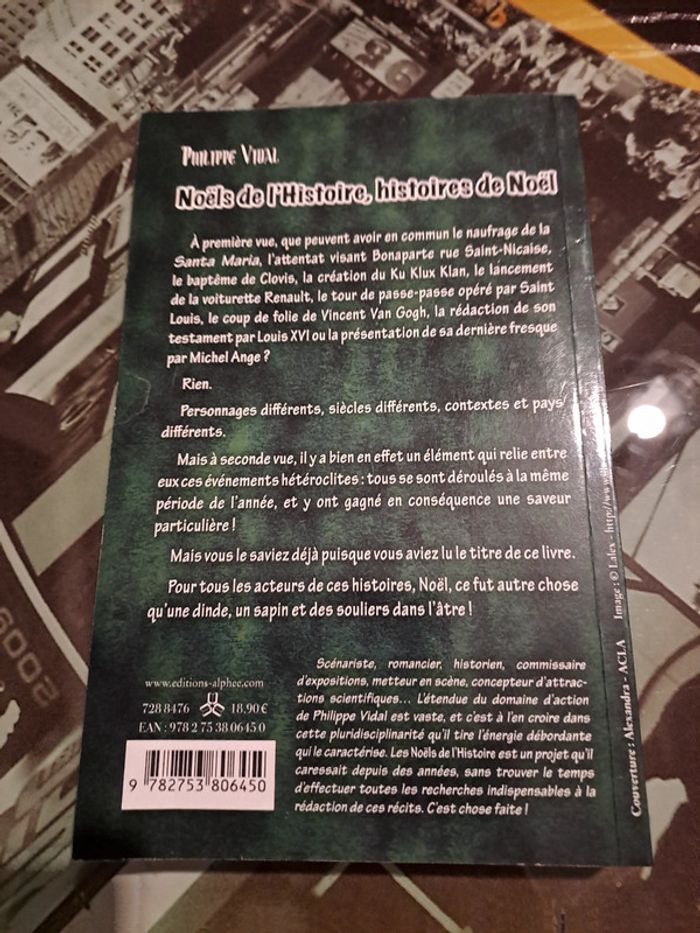 PHILIPPE VIDAL
Noëls de l'Histoire, histoires de Noël
À première vue, que peuvent avoir en commun le naufrage de la
Santa Maria, l'attentat visant Bonaparte rue Saint-Nicaise,
le baptême de Clovis, la création du Ku Klux Klan, le lancement
de la voiturette Renault, le tour de passe-passe opéré par Saint
Louis, le coup de folie de Vincent Van Gogh, la rédaction de son
testament par Louis XVI ou la présentation de sa dernière fresque
par Michel Ange ?
Rien.
Personnages différents, siècles différents, contextes et pays
différents.
Mais à seconde vue, il y a bien en effet un élément qui relie entre
eux ces événements hétéroclites : tous se sont déroulés à la même
période de l'année, et y ont gagné en conséquence une saveur
particulière !
Mais vous le saviez déjà puisque vous aviez lu le titre de ce livre.
Pour tous les acteurs de ces histoires, Noël, ce fut autre chose
qu'une dinde, un sapin et des souliers dans l'âtre !
Scénariste, romancier, historien, commissaire
d'expositions, metteur en scène, concepteur d'attrac-
tions scientifiques... L'étendue du domaine d'action
de Philippe Vidal est vaste, et c'est à l'en croire dans
cette pluridisciplinarité qu'il tire l'énergie débordante
qui le caractérise. Les Noëls de l'Histoire est un projet qu'il
caressait depuis des années, sans trouver le temps
d'effectuer toutes les recherches indispensables à la
rédaction de ces récits. C'est chose faite !
www.editions-alphee.com
728 8476 18,90 €
EAN : 978 2 75 38 0645 0
9 782753 806450
Couverture : Alexandra - ACLA Image : © Lalex - http://www.
2009
86